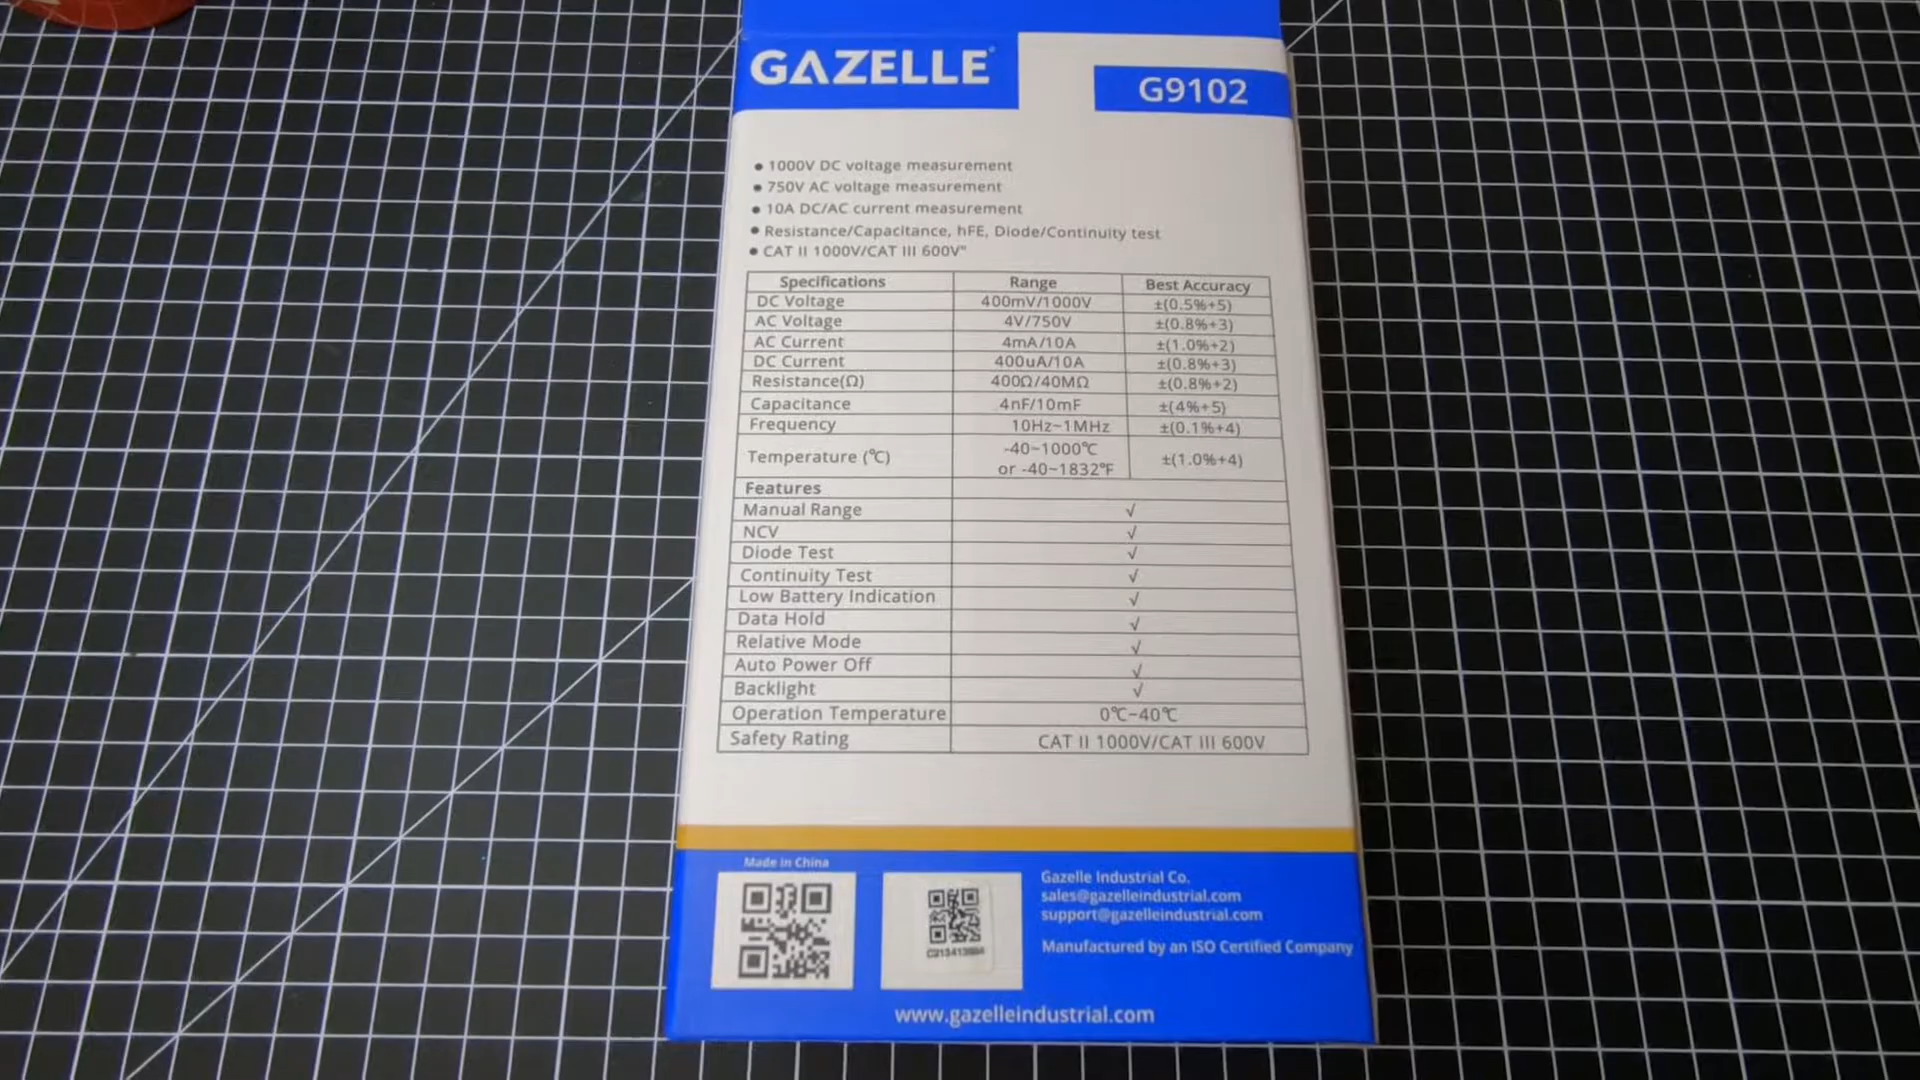 GAZELLE®
G9102
● 1000V DC voltage measurement
● 750V AC voltage measurement
● 10A DC/AC current measurement
● Resistance/Capacitance, hFE, Diode/Continuity test
● CAT II 1000V/CAT III 600V"
Specifications Range Best Accuracy
DC Voltage 400mV/1000V ±(0.5%+5)
AC Voltage 4V/750V ±(0.8%+3)
AC Current 4mA/10A ±(1.0%+2)
DC Current 400uA/10A ±(0.8%+3)
Resistance(Ω) 400Ω/40MΩ ±(0.8%+2)
Capacitance 4nF/10mF ±(4%+5)
Frequency 10Hz~1MHz ±(0.1%+4)
Temperature (℃) -40~1000℃ ±(1.0%+4)
or -40~1832℉
Features
Manual Range √
NCV √
Diode Test √
Continuity Test √
Low Battery Indication √
Data Hold √
Relative Mode √
Auto Power Off √
Backlight √
Operation Temperature 0℃~40℃
Safety Rating CAT II 1000V/CAT III 600V
Made in China
Gazelle Industrial Co.
sales@gazelleindustrial.com
support@gazelleindustrial.com
Manufactured by an ISO Certified Company
www.gazelleindustrial.com